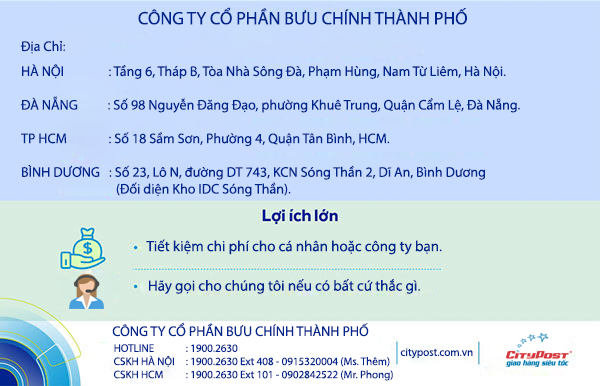 CÔNG TY CỔ PHẦN BƯU CHÍNH THÀNH PHỐ
Địa Chỉ:
HÀ NỘI : Tầng 6, Tháp B, Tòa Nhà Sông Đà, Phạm Hùng, Nam Từ Liêm, Hà Nội.
ĐÀ NẴNG : Số 98 Nguyễn Đăng Đạo, phường Khuê Trung, Quận Cẩm Lệ, Đà Nẵng.
TP HCM : Số 18 Sầm Sơn, Phường 4, Quận Tân Bình, HCM.
BÌNH DƯƠNG : Số 23, Lô N, đường DT 743, KCN Sóng Thần 2, Dĩ An, Bình Dương
(Đối diện Kho IDC Sóng Thần).
Lợi ích lớn
• Tiết kiệm chi phí cho cá nhân hoặc công ty bạn.
• Hãy gọi cho chúng tôi nếu có bất cứ thắc gì.
CÔNG TY CỔ PHẦN BƯU CHÍNH THÀNH PHỐ
HOTLINE : 1900.2630
CSKH HÀ NỘI : 1900.2630 Ext 408 - 0915320004 (Ms. Thêm)
CSKH HCM : 1900.2630 Ext 101 - 0902842522 (Mr. Phong)
citypost.com.vn
CITYPOST
giao hàng siêu tốc